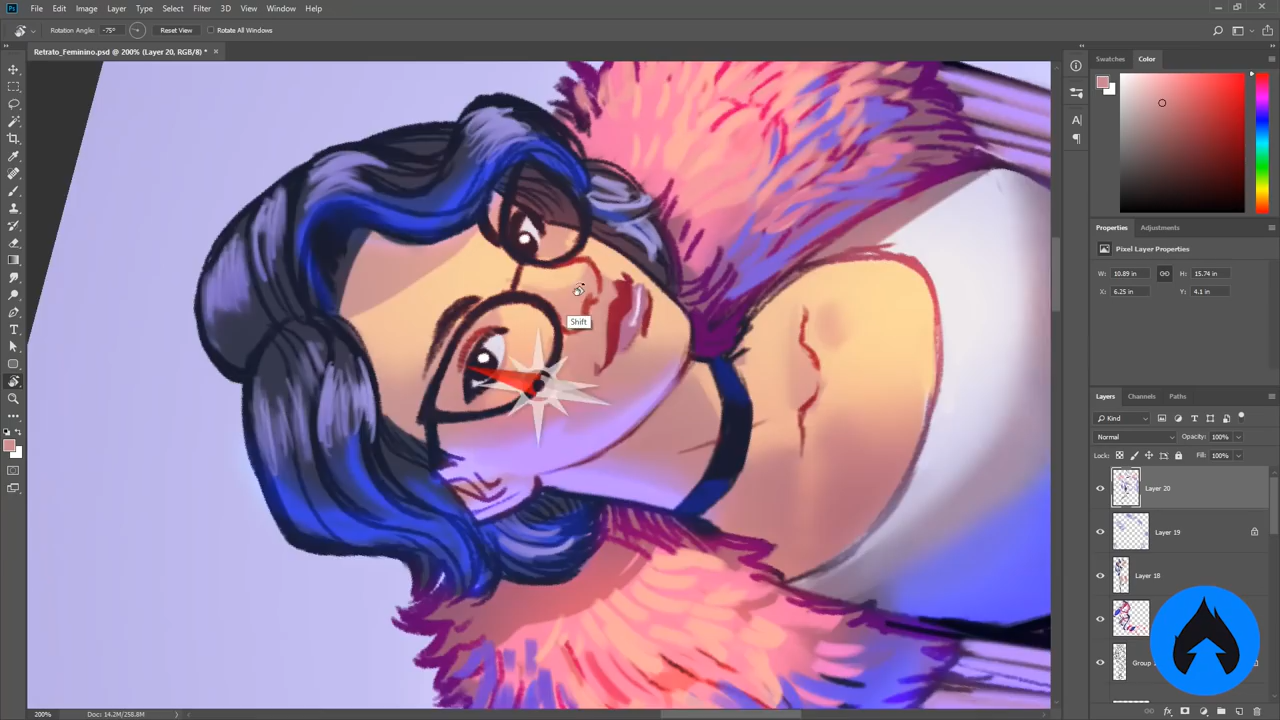 Ps File Edit Image Layer Type Select Filter 3D View Window Help
Rotation Angle: -75° Reset View Rotate All Windows
Retrato_Feminino.psd @ 200% (Layer 20, RGB/8) *
Swatches Color
Shift
Properties Adjustments
Pixel Layer Properties
W: 10.89 in H: 15.74 in
X: 6.25 in Y: 4.1 in
Layers Channels Paths
Kind
Normal Opacity: 100%
Lock: Fill: 100%
Layer 20
Layer 19
Layer 18
Group
200% Doc: 14.2M/258.8M